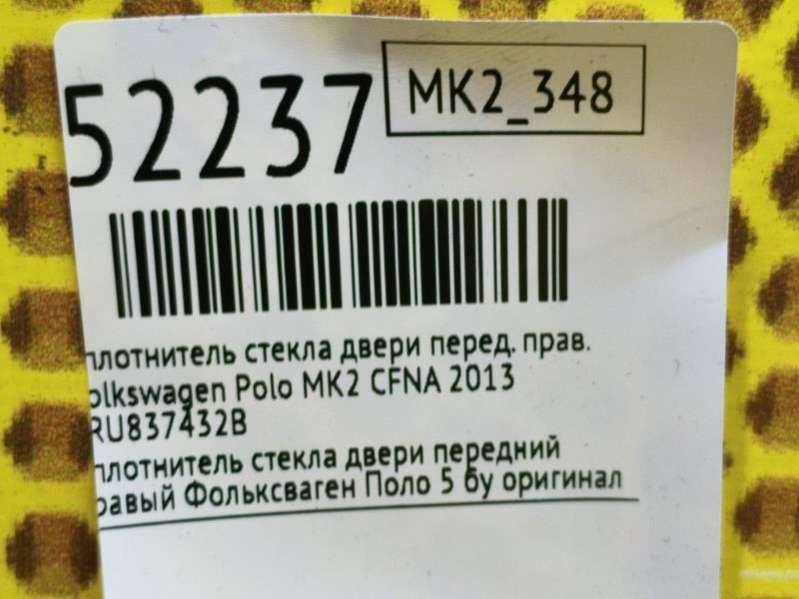 52237
MK2_348
плотнитель стекла двери перед. прав.
olkswagen Polo MK2 CFNA 2013
RU837432B
плотнитель стекла двери передний
равый Фольксваген Поло 5 бу оригинал